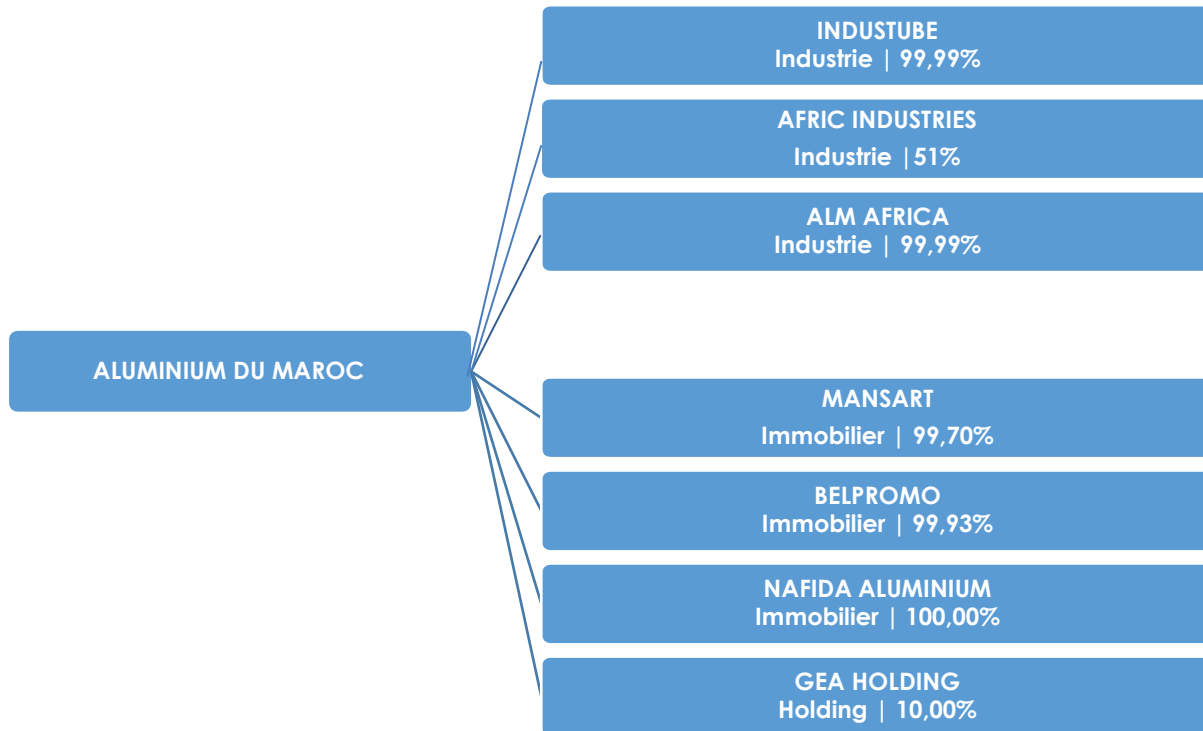 INDUSTUBE
Industrie | 99,99%
AFRIC INDUSTRIES
Industrie |51%
ALM AFRICA
Industrie | 99,99%
ALUMINIUM DU MAROC
MANSART
Immobilier | 99,70%
BELPROMO
Immobilier | 99,93%
NAFIDA ALUMINIUM
Immobilier | 100,00%
GEA HOLDING
Holding | 10,00%